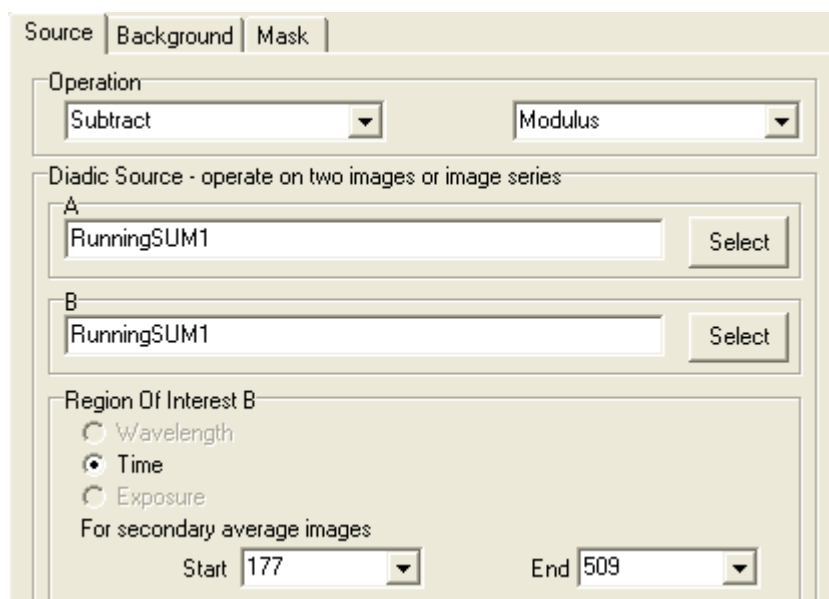 Source Background Mask
Operation
Subtract Modulus
Diadic Source - operate on two images or image series
A
RunningSUM1 Select
B
RunningSUM1 Select
Region Of Interest B
Wavelength
Time
Exposure
For secondary average images
Start 177 End 509